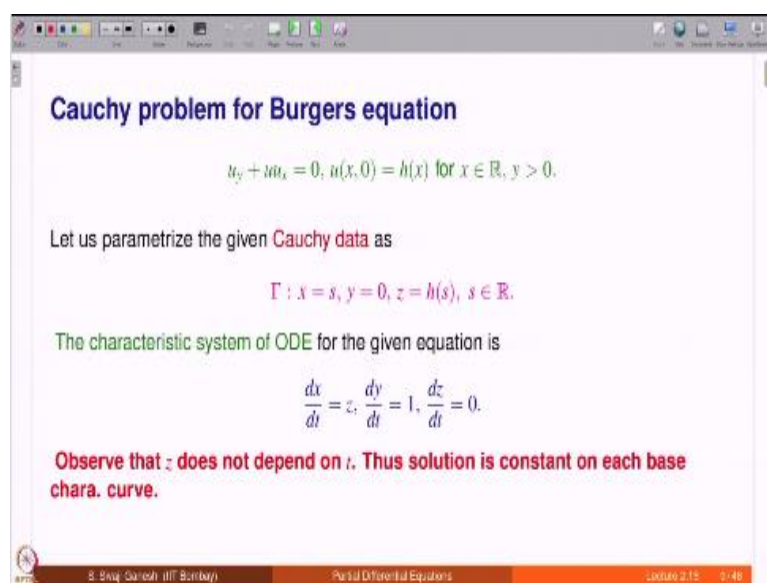 Cauchy problem for Burgers equation
u_y + uu_x = 0, u(x, 0) = h(x) for x ∈ ℝ, y > 0.
Let us parametrize the given Cauchy data as
Γ : x = s, y = 0, z = h(s), s ∈ ℝ.
The characteristic system of ODE for the given equation is
dx/dt = z, dy/dt = 1, dz/dt = 0.
Observe that z does not depend on t. Thus solution is constant on each base
chara. curve.
S. Sivaji Ganesh (IIT Bombay) Partial Differential Equations Lecture 2.15